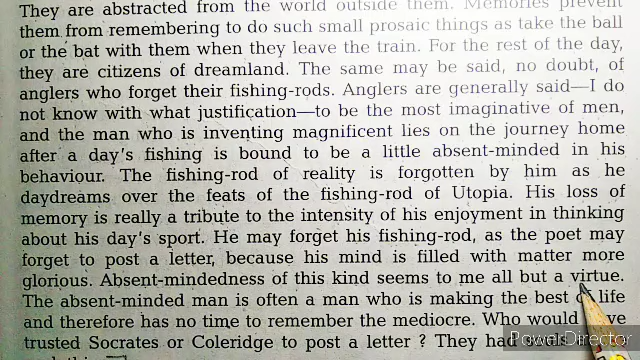 They are abstracted from the world outside them. Memories prevent
them from remembering to do such small prosaic things as take the ball
or the bat with them when they leave the train. For the rest of the day,
they are citizens of dreamland. The same may be said, no doubt, of
anglers who forget their fishing-rods. Anglers are generally said—I do
not know with what justification—to be the most imaginative of men,
and the man who is inventing magnificent lies on the journey home
after a day's fishing is bound to be a little absent-minded in his
behaviour. The fishing-rod of reality is forgotten by him as he
daydreams over the feats of the fishing-rod of Utopia. His loss of
memory is really a tribute to the intensity of his enjoyment in thinking
about his day's sport. He may forget his fishing-rod, as the poet may
forget to post a letter, because his mind is filled with matter more
glorious. Absent-mindedness of this kind seems to me all but a virtue.
The absent-minded man is often a man who is making the best of life
and therefore has no time to remember the mediocre. Who would
trusted Socrates or Coleridge to post a letter ? They had
PowerDirector